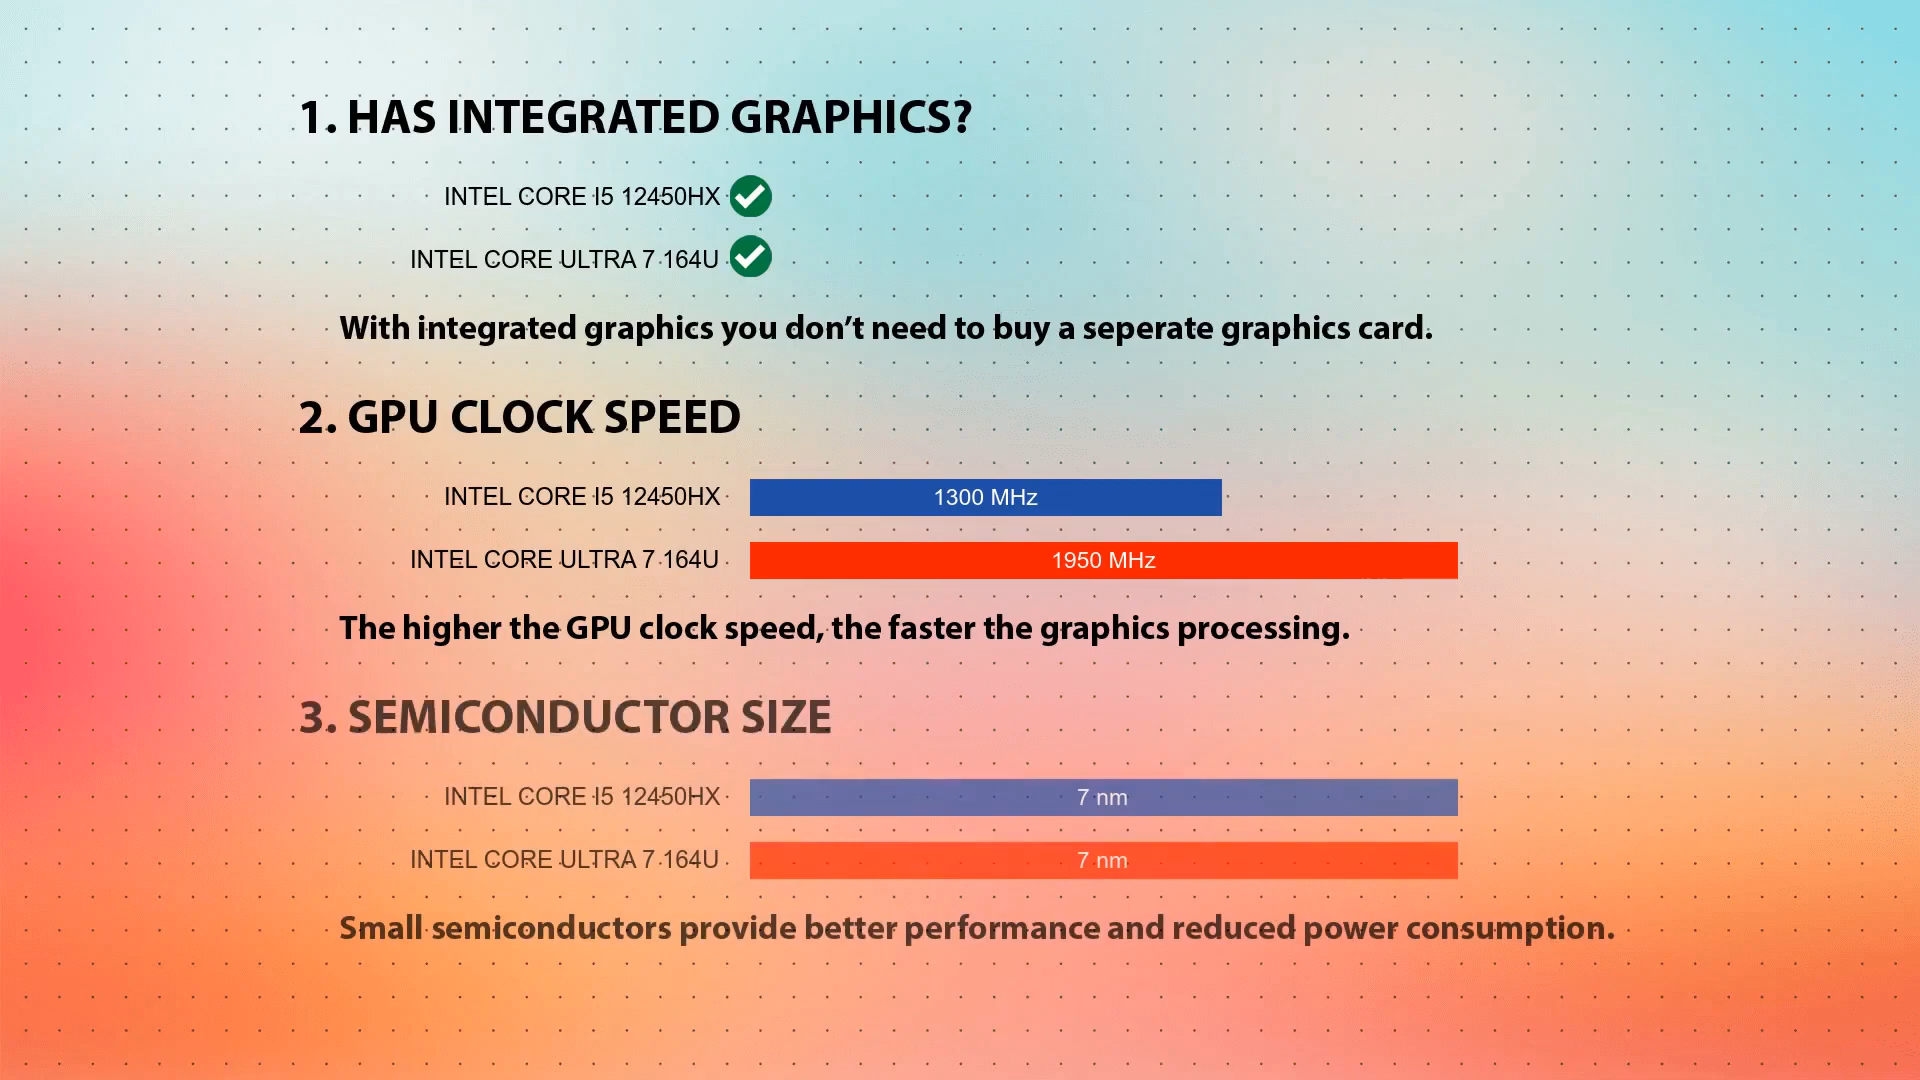 1. HAS INTEGRATED GRAPHICS?
INTEL CORE I5 12450HX
INTEL CORE ULTRA 7 164U
With integrated graphics you don’t need to buy a seperate graphics card.
2. GPU CLOCK SPEED
INTEL CORE I5 12450HX 1300 MHz
INTEL CORE ULTRA 7 164U 1950 MHz
The higher the GPU clock speed, the faster the graphics processing.
3. SEMICONDUCTOR SIZE
INTEL CORE I5 12450HX 7 nm
INTEL CORE ULTRA 7 164U 7 nm
Small semiconductors provide better performance and reduced power consumption.